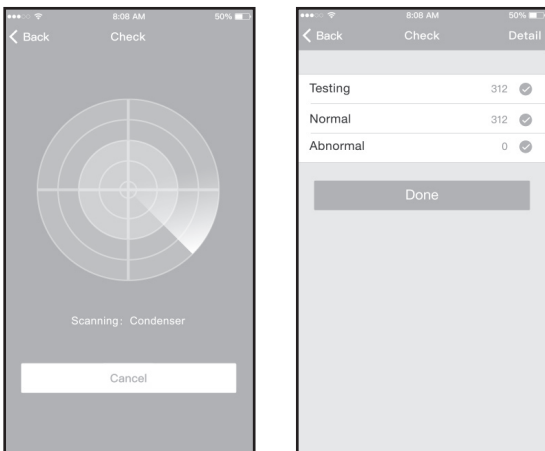 8:08 AM 50%
Back Check
Scanning: Condenser
Cancel
8:08 AM 50%
Back Check Detail
Testing 312
Normal 312
Abnormal 0
Done